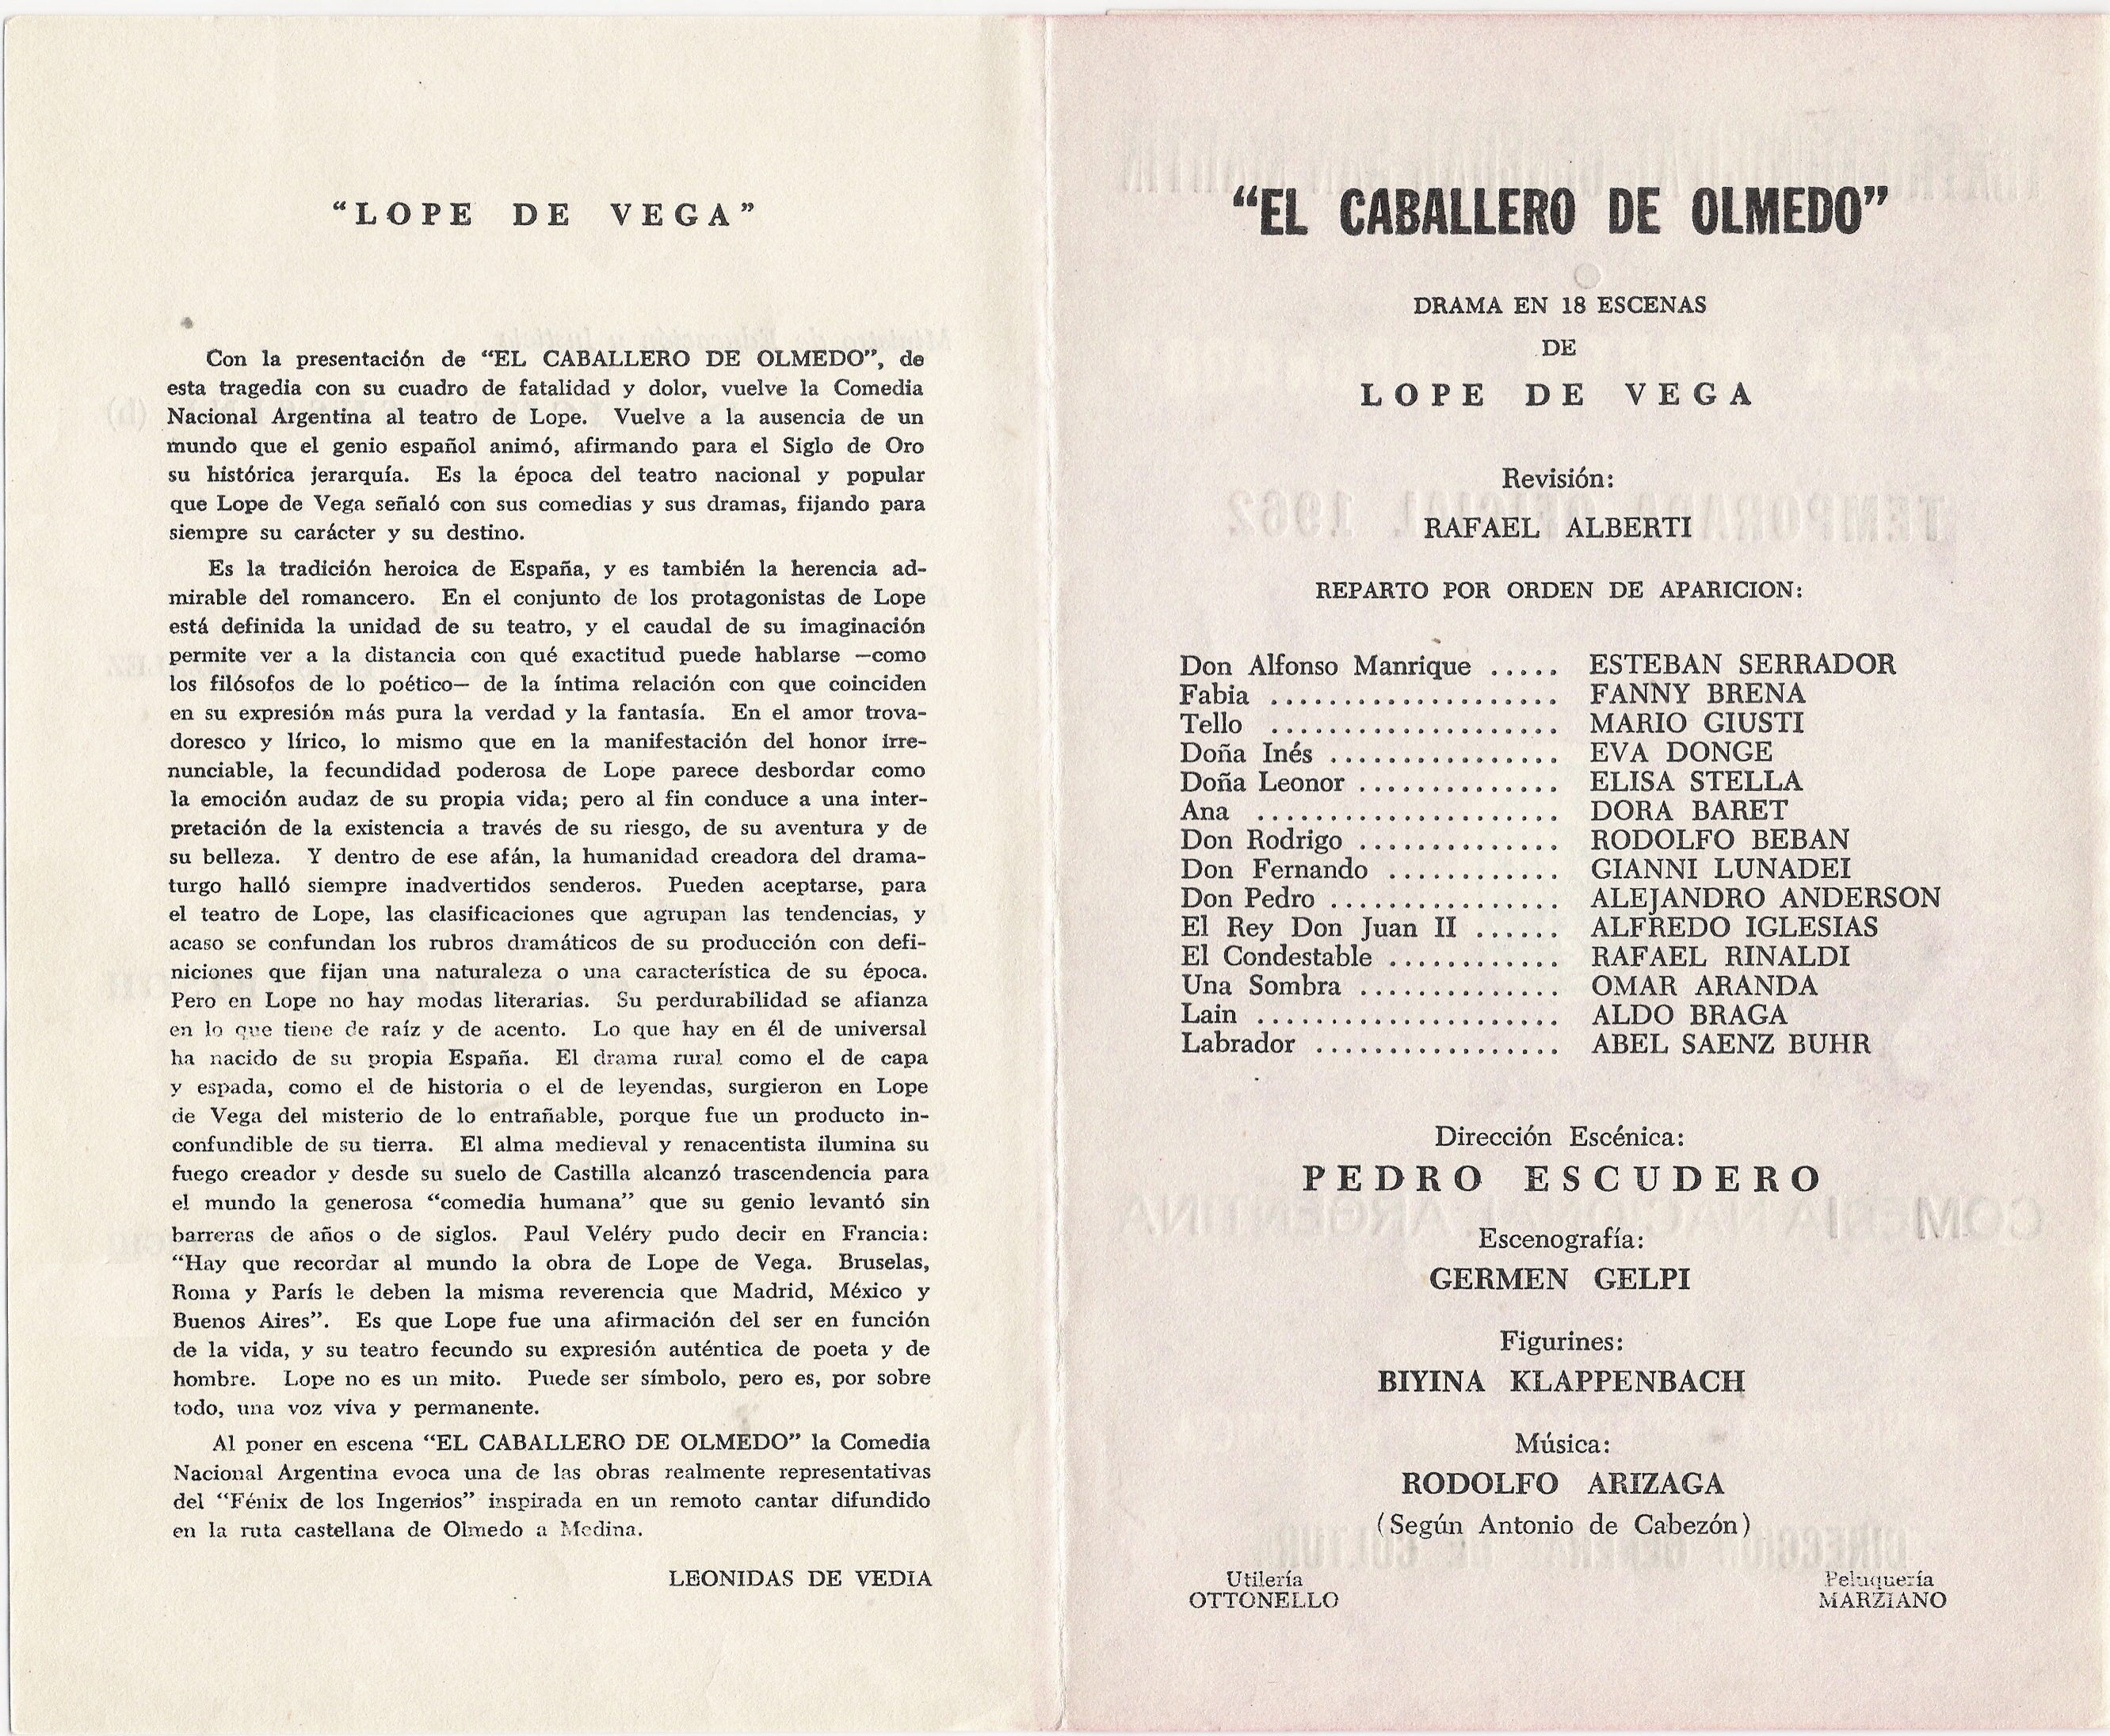 “LOPE DE VEGA”
Con la presentación de “EL CABALLERO DE OLMEDO”, de
esta tragedia con su cuadro de fatalidad y dolor, vuelve la Comedia
Nacional Argentina al teatro de Lope. Vuelve a la ausencia de un
mundo que el genio español animó, afirmando para el Siglo de Oro
su histórica jerarquía. Es la época del teatro nacional y popular
que Lope de Vega señaló con sus comedias y sus dramas, fijando para
siempre su carácter y su destino.
Es la tradición heroica de España, y es también la herencia ad-
mirable del romancero. En el conjunto de los protagonistas de Lope
está definida la unidad de su teatro, y el caudal de su imaginación
permite ver a la distancia con qué exactitud puede hablarse —como
los filósofos de lo poético— de la íntima relación con que coinciden
en su expresión más pura la verdad y la fantasía. En el amor trova-
doresco y lírico, lo mismo que en la manifestación del honor irre-
nunciable, la fecundidad poderosa de Lope parece desbordar como
la emoción audaz de su propia vida; pero al fin conduce a una inter-
pretación de la existencia a través de su riesgo, de su aventura y de
su belleza. Y dentro de ese afán, la humanidad creadora del drama-
turgo halló siempre inadvertidos senderos. Pueden aceptarse, para
el teatro de Lope, las clasificaciones que agrupan las tendencias, y
acaso se confundan los rubros dramáticos de su producción con defi-
niciones que fijan una naturaleza o una característica de su época.
Pero en Lope no hay modas literarias. Su perdurabilidad se afianza
en lo que tiene de raíz y de acento. Lo que hay en él de universal
ha nacido de su propia España. El drama rural como el de capa
y espada, como el de historia o el de leyendas, surgieron en Lope
de Vega del misterio de lo entrañable, porque fue un producto in-
confundible de su tierra. El alma medieval y renacentista ilumina su
fuego creador y desde su suelo de Castilla alcanzó trascendencia para
el mundo la generosa “comedia humana” que su genio levantó sin
barreras de años o de siglos. Paul Veléry pudo decir en Francia:
“Hay que recordar al mundo la obra de Lope de Vega. Bruselas,
Roma y París le deben la misma reverencia que Madrid, México y
Buenos Aires”. Es que Lope fue una afirmación del ser en función
de la vida, y su teatro fecundo su expresión auténtica de poeta y de
hombre. Lope no es un mito. Puede ser símbolo, pero es, por sobre
todo, una voz viva y permanente.
Al poner en escena “EL CABALLERO DE OLMEDO” la Comedia
Nacional Argentina evoca una de las obras realmente representativas
del “Fénix de los Ingenios” inspirada en un remoto cantar difundido
en la ruta castellana de Olmedo a Medina.
LEONIDAS DE VEDIA
“EL CABALLERO DE OLMEDO”
DRAMA EN 18 ESCENAS
DE
LOPE DE VEGA
Revisión:
RAFAEL ALBERTI
REPARTO POR ORDEN DE APARICION:
Don Alfonso Manrique ..... ESTEBAN SERRADOR
Fabia .................... FANNY BRENA
Tello .................... MARIO GIUSTI
Doña Inés ................ EVA DONGE
Doña Leonor .............. ELISA STELLA
Ana ..................... DORA BARET
Don Rodrigo .............. RODOLFO BEBAN
Don Fernando ............ GIANNI LUNADEI
Don Pedro ................ ALEJANDRO ANDERSON
El Rey Don Juan II ...... ALFREDO IGLESIAS
El Condestable ............ RAFAEL RINALDI
Una Sombra .............. OMAR ARANDA
Lain ..................... ALDO BRAGA
Labrador ................. ABEL SAENZ BUHR
Dirección Escénica:
PEDRO ESCUDERO
Escenografía:
GERMEN GELPI
Figurines:
BIYINA KLAPPENBACH
Música:
RODOLFO ARIZAGA
(Según Antonio de Cabezón)
Utilería
OTTONELLO
Peluquería
MARZIANO